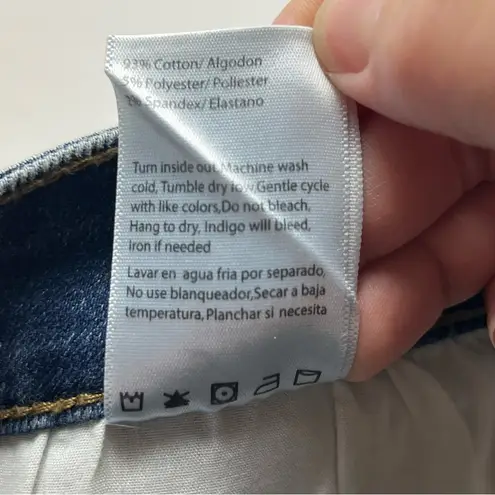 93% Cotton/ Algodon
5% Polyester/ Poliester
2% Spandex/ Elastano
Turn inside out,Machine wash
cold, Tumble dry low,Gentle cycle
with like colors,Do not bleach,
Hang to dry, Indigo will bleed,
Iron if needed
Lavar en agua fria por separado,
No use blanqueador,Secar a baja
temperatura, Planchar si necesita